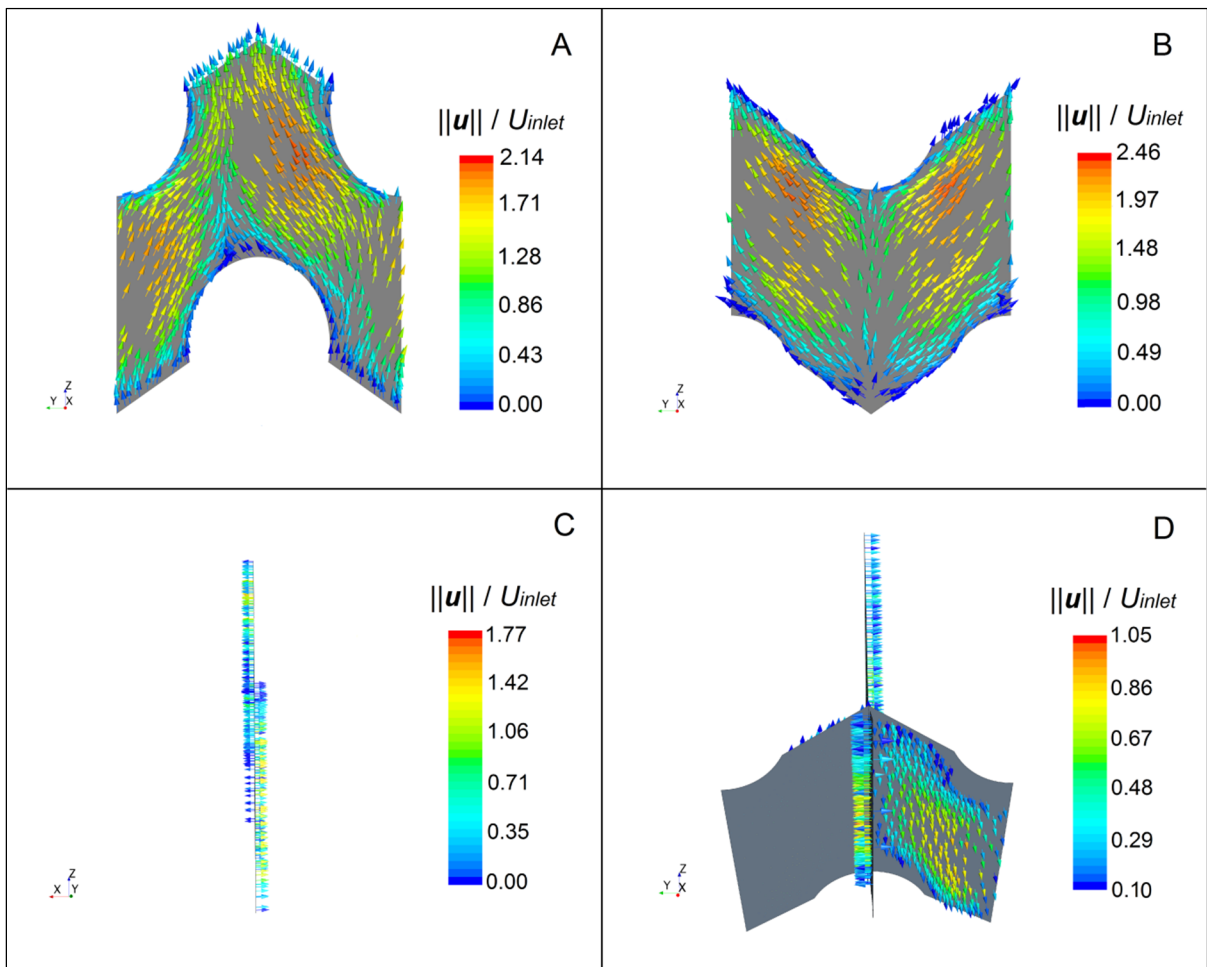 A
||u|| / Uinlet
2.14
1.71
1.28
0.86
0.43
0.00
Z
Y X
B
||u|| / Uinlet
2.46
1.97
1.48
0.98
0.49
0.00
Z
Y X
C
||u|| / Uinlet
1.77
1.42
1.06
0.71
0.35
0.00
Z
X Y
D
||u|| / Uinlet
1.05
0.86
0.67
0.48
0.29
0.10
Z
Y X